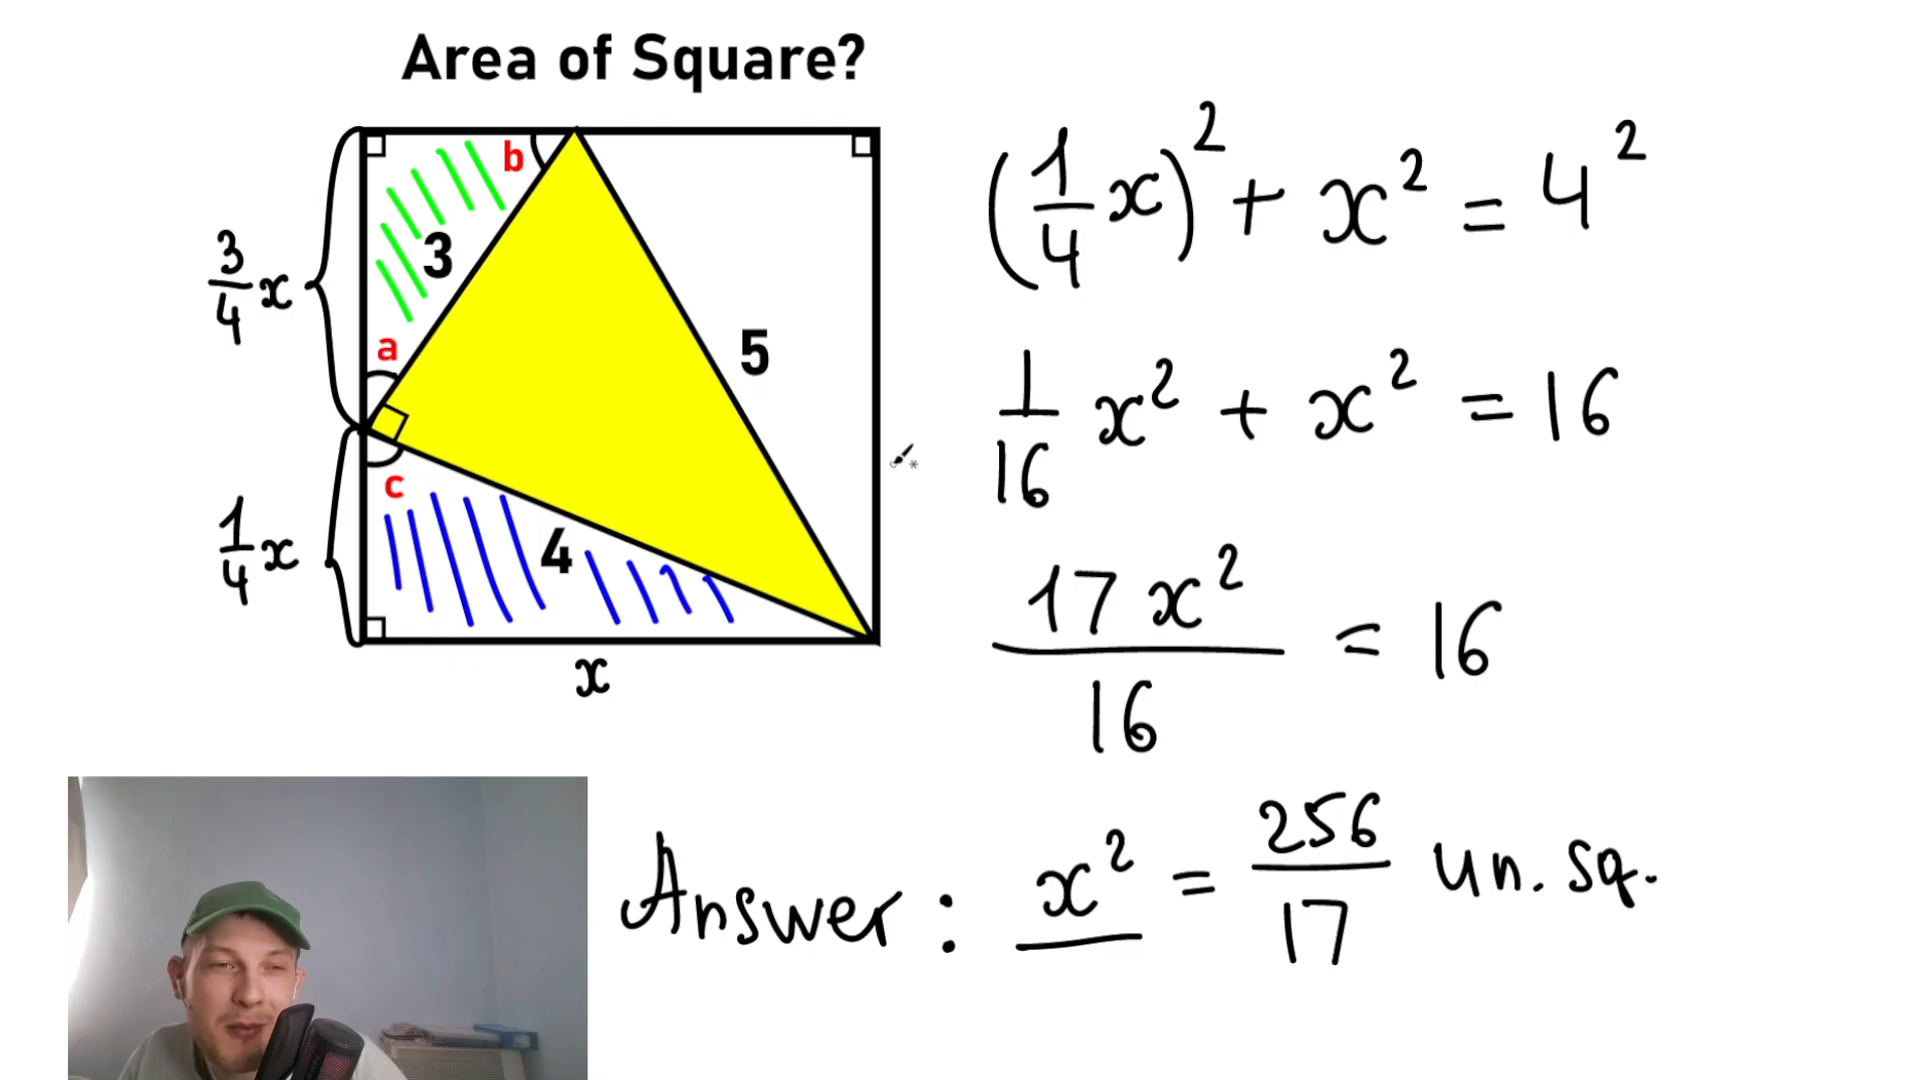 Area of Square?
b
3
a
3/4 x
5
c
4
1/4 x
x
(1/4 x)² + x² = 4²
1/16 x² + x² = 16
17x²/16 = 16
Answer: x² = 256/17 un. sq.